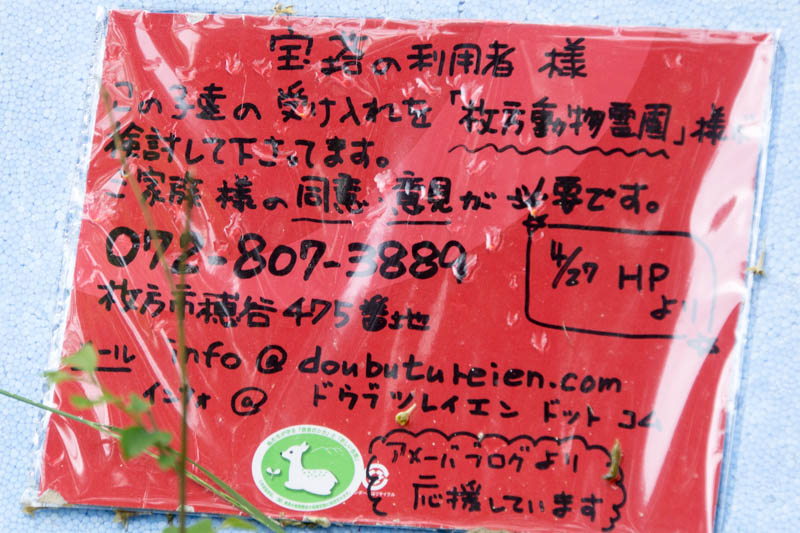 宝塔の利用者 様
この子達の受け入れを「枚方動物霊園」様が
検討して下さってます。
ご家族 様の同意・意見が必要です。
072-807-3889
枚方市穂谷475番地
メール info@doubutureien.com
インフォ@ ドウブツレイエン ドット コム
4/27 HP
より
アメーバブログより
応援しています